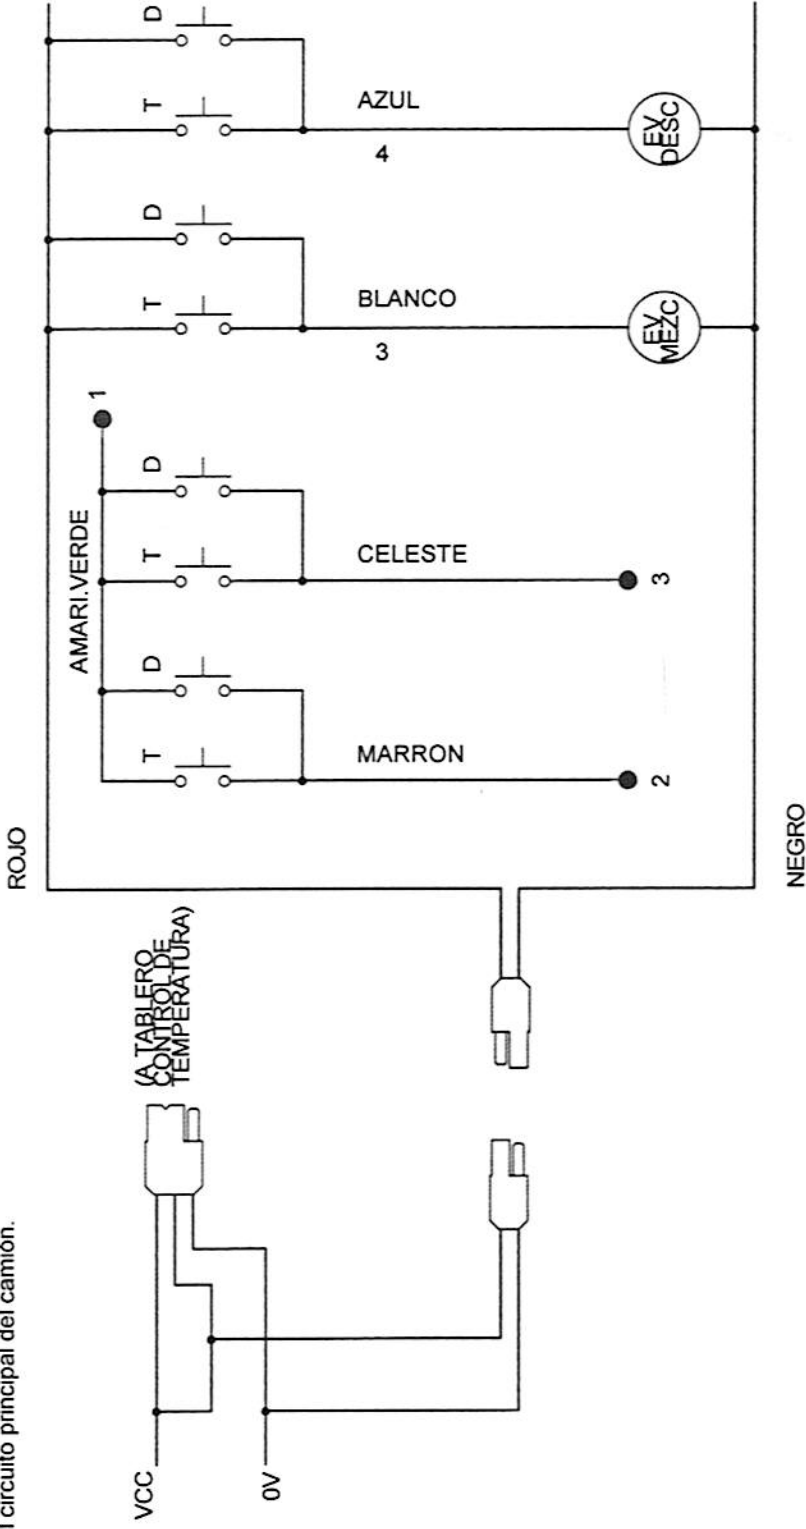 l circuito principal del camión.
VCC
0V
(A TABLERO
CONTROL DE
TEMPERATURA)
ROJO
NEGRO
AMARI.VERDE
1
T
D
MARRON
2
T
D
CELESTE
3
T
D
BLANCO
3
EV
MEZC
T
D
AZUL
4
EV
DESC